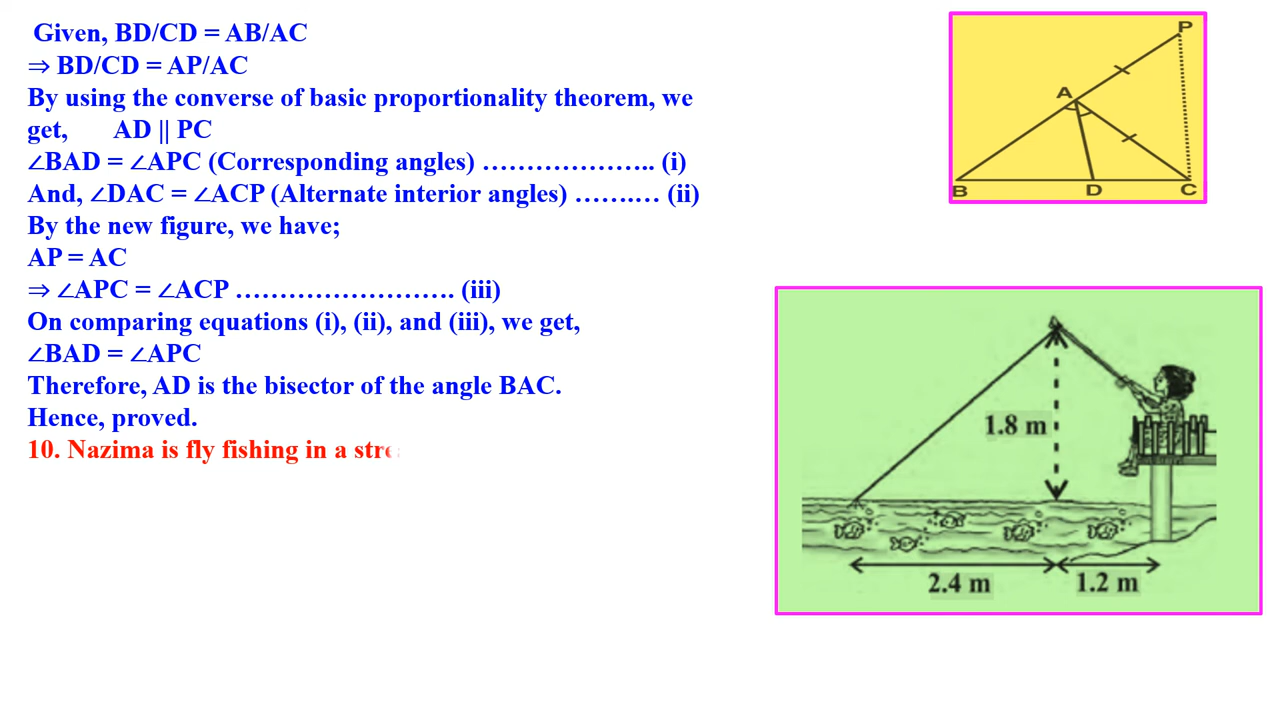 Given, BD/CD = AB/AC
⇒ BD/CD = AP/AC
By using the converse of basic proportionality theorem, we
get, AD || PC
∠BAD = ∠APC (Corresponding angles) ……………….. (i)
And, ∠DAC = ∠ACP (Alternate interior angles) …….… (ii)
By the new figure, we have;
AP = AC
⇒ ∠APC = ∠ACP ……………………. (iii)
On comparing equations (i), (ii), and (iii), we get,
∠BAD = ∠APC
Therefore, AD is the bisector of the angle BAC.
Hence, proved.
10. Nazima is fly fishing in a
P
A
B D C
1.8 m
2.4 m 1.2 m